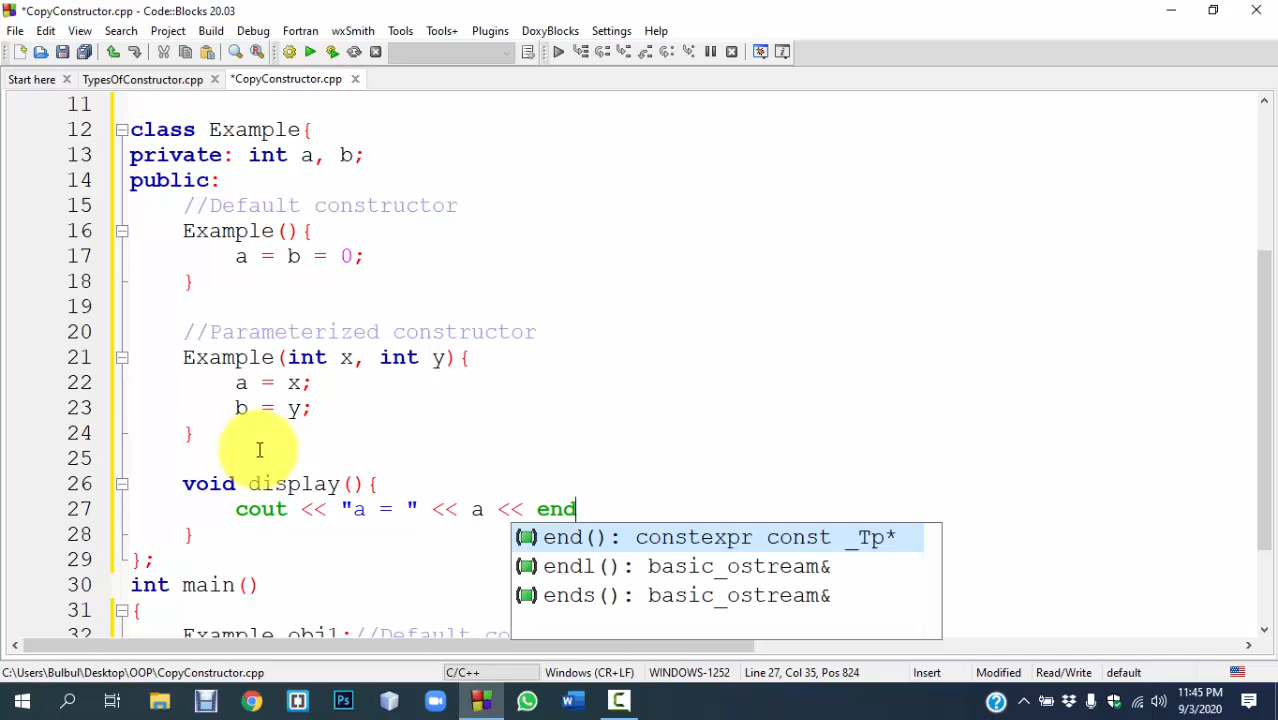 *CopyConstructor.cpp - Code::Blocks 20.03
File Edit View Search Project Build Debug Fortran wxSmith Tools Tools+ Plugins DoxyBlocks Settings Help
Start here TypesOfConstructor.cpp *CopyConstructor.cpp
11
12 class Example{
13 private: int a, b;
14 public:
15 //Default constructor
16 Example(){
17 a = b = 0;
18 }
19
20 //Parameterized constructor
21 Example(int x, int y){
22 a = x;
23 b = y;
24 }
25
26 void display(){
27 cout << "a = " << a << end
28 }
end(): constexpr const _Tp*
29 };
endl(): basic_ostream&
30 int main()
ends(): basic_ostream&
31 {
32 Example obj1;//Default co
C:\Users\Bulbul\Desktop\OOP\CopyConstructor.cpp C/C++ Windows (CR+LF) WINDOWS-1252 Line 27, Col 35, Pos 824 Insert Modified Read/Write default
11:45 PM
9/3/2020